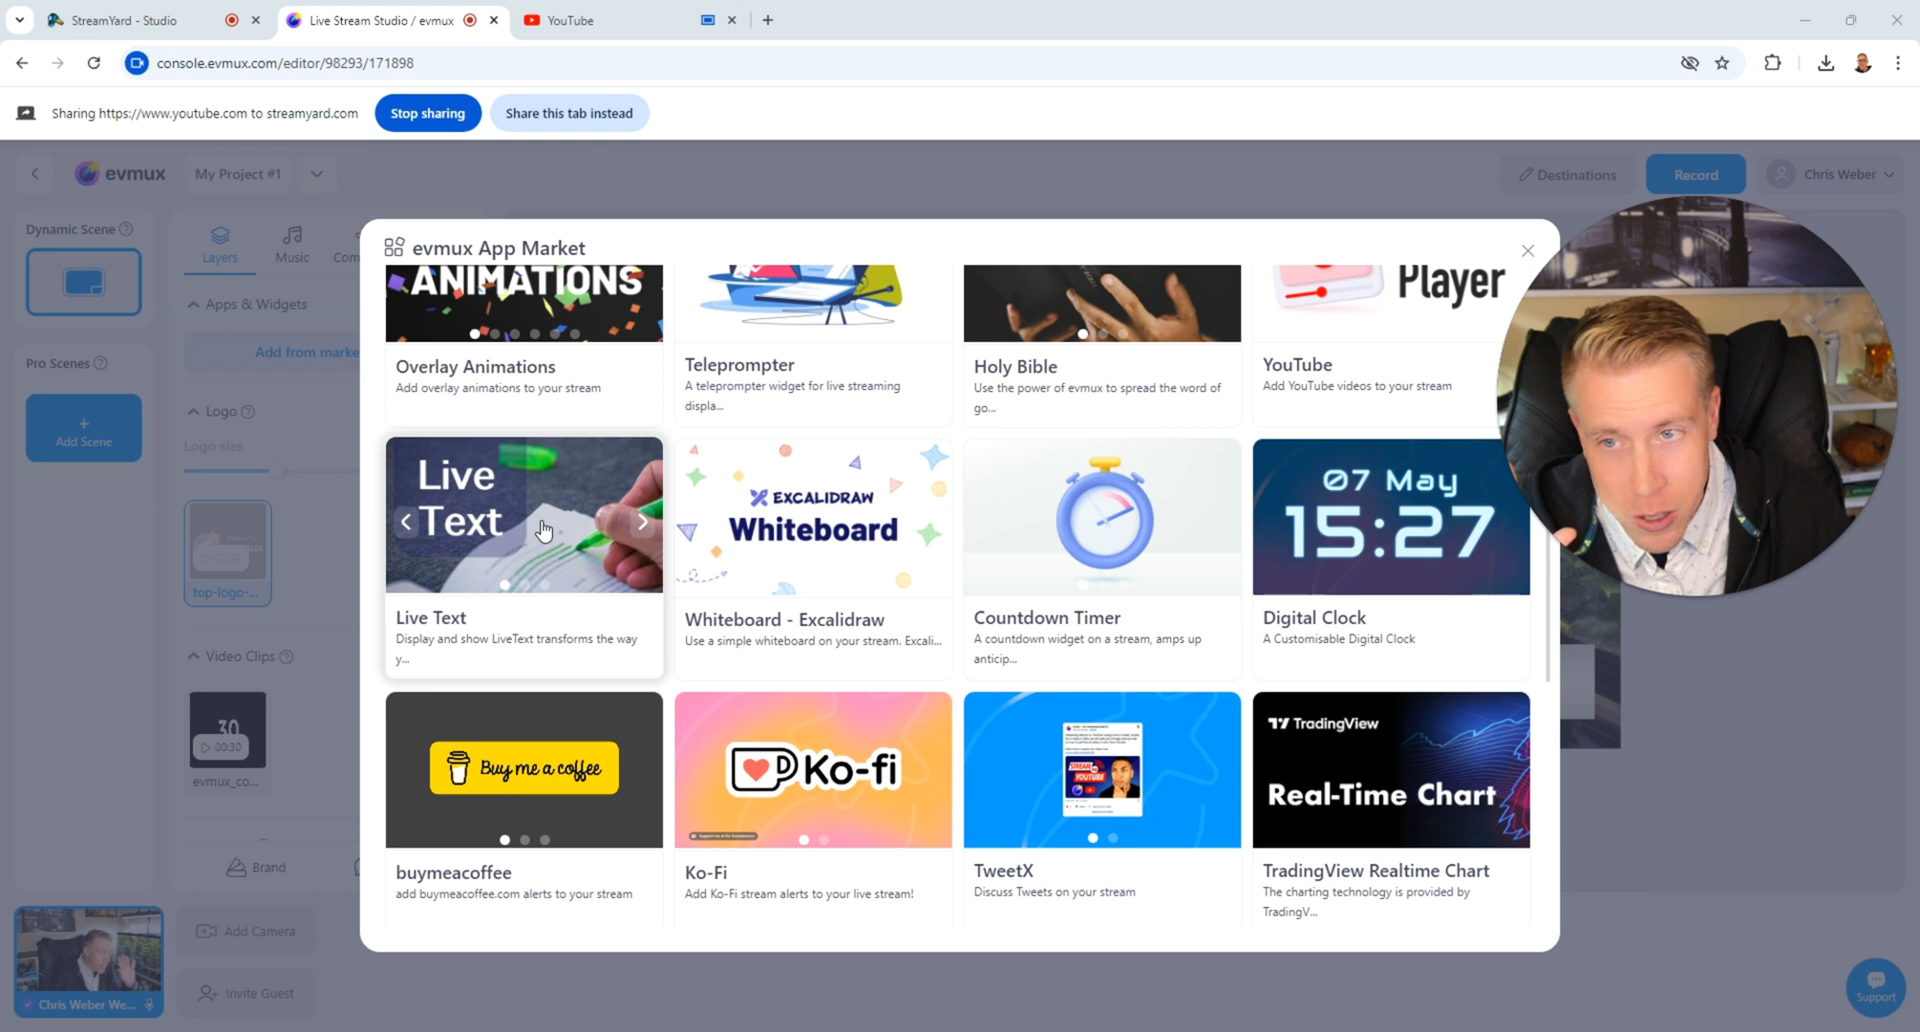 StreamYard - Studio
Live Stream Studio / evmux
YouTube
console.evmux.com/editor/98293/171898
Sharing https://www.youtube.com to streamyard.com
Stop sharing
Share this tab instead
evmux
My Project #1
Destinations
Record
Chris Weber
Dynamic Scene
Layers
Music
Com
Apps & Widgets
Add from marke
Pro Scenes
Logo
Logo size
+
Add Scene
00:30
top-logo-...
Video Clips
30
00:30
evmux_co...
Brand
Add Camera
Invite Guest
Chris Weber We...
Support
evmux App Market
ANIMATIONS
Player
Overlay Animations
Add overlay animations to your stream
Teleprompter
A teleprompter widget for live streaming
displa...
Holy Bible
Use the power of evmux to spread the word of
go...
YouTube
Add YouTube videos to your stream
Live
Text
EXCALIDRAW
Whiteboard
07 May
15:27
Live Text
Display and show LiveText transforms the way
y...
Whiteboard - Excalidraw
Use a simple whiteboard on your stream. Excali...
Countdown Timer
A countdown widget on a stream, amps up
anticip...
Digital Clock
A Customisable Digital Clock
Buy me a coffee
Ko-fi
STREAM
YOUTUBE
TradingView
Real-Time Chart
buymeacoffee
add buymeacoffee.com alerts to your stream
Ko-Fi
Add Ko-Fi stream alerts to your live stream!
TweetX
Discuss Tweets on your stream
TradingView Realtime Chart
The charting technology is provided by
TradingV...